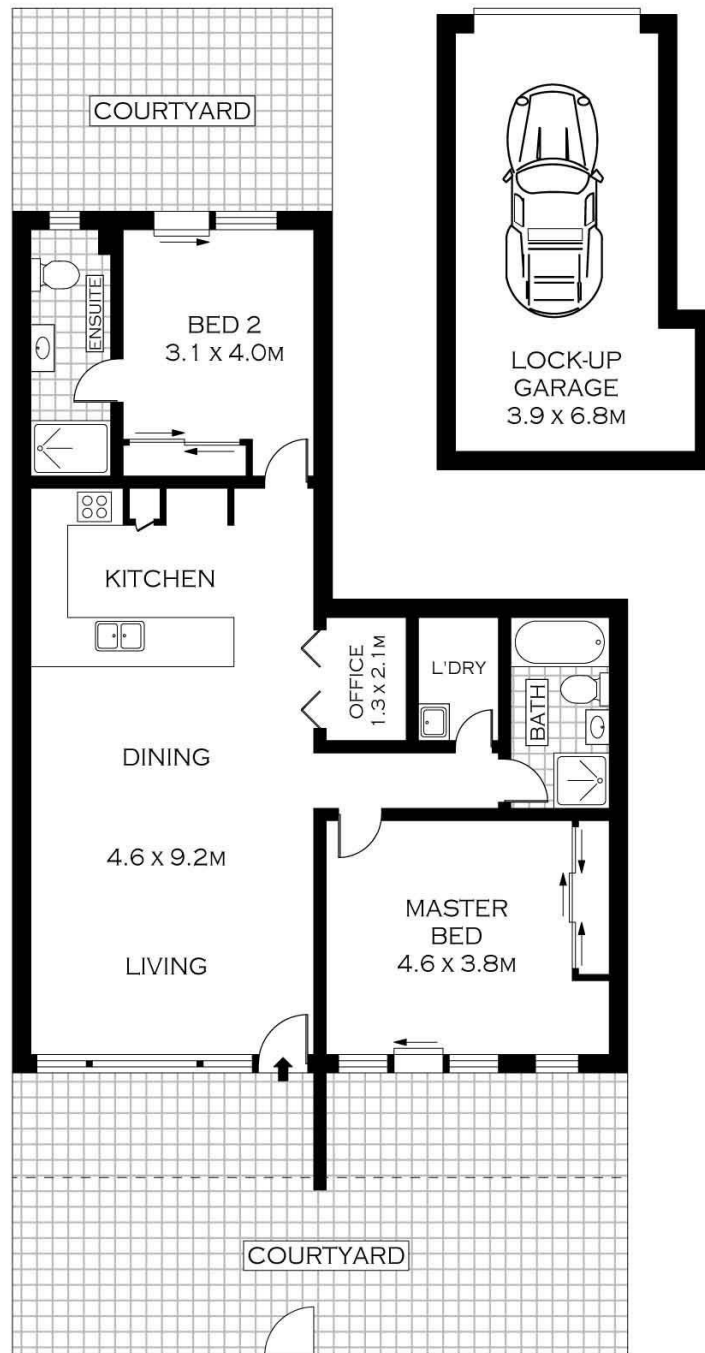 COURTYARD
ENSUITE
BED 2
3.1 X 4.0M
LOCK-UP
GARAGE
3.9 X 6.8M
KITCHEN
OFFICE
1.3 X 2.1M
L'DRY
BATH
DINING
4.6 X 9.2M
LIVING
MASTER
BED
4.6 X 3.8M
COURTYARD